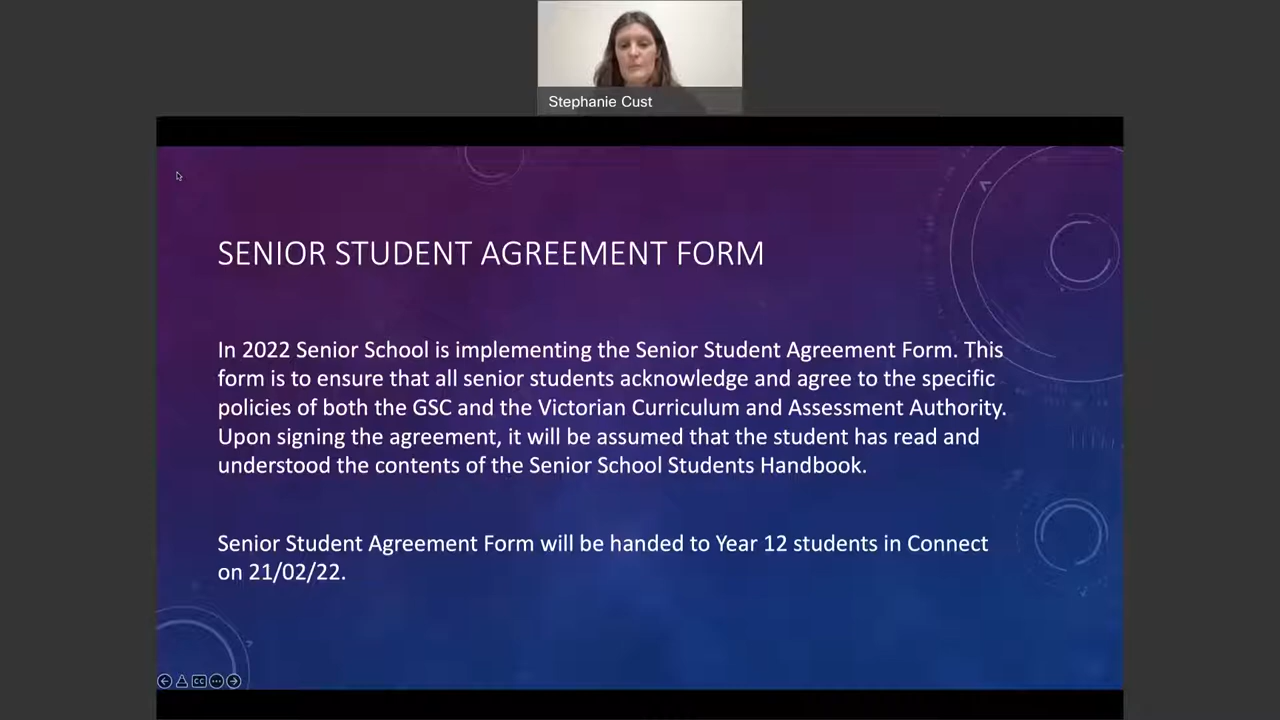 Stephanie Cust
SENIOR STUDENT AGREEMENT FORM
In 2022 Senior School is implementing the Senior Student Agreement Form. This
form is to ensure that all senior students acknowledge and agree to the specific
policies of both the GSC and the Victorian Curriculum and Assessment Authority.
Upon signing the agreement, it will be assumed that the student has read and
understood the contents of the Senior School Students Handbook.
Senior Student Agreement Form will be handed to Year 12 students in Connect
on 21/02/22.
CC